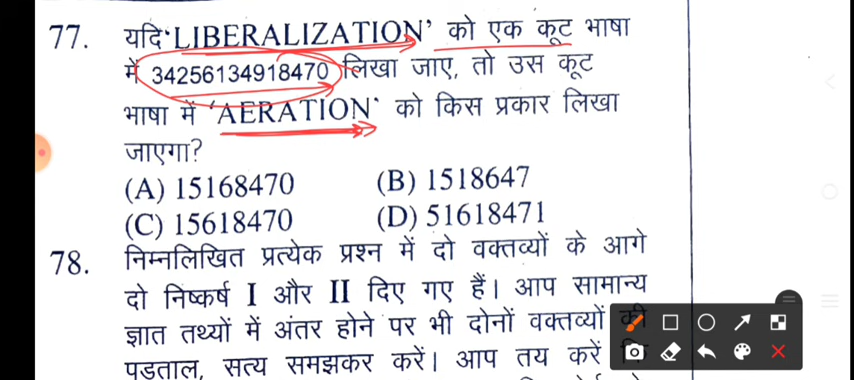 77. यदि ‘LIBERALIZATION’ को एक कूट भाषा
में 34256134918470 लिखा जाए, तो उस कूट
भाषा में ‘AERATION’ को किस प्रकार लिखा
जाएगा?
(A) 15168470 (B) 1518647
(C) 15618470 (D) 51618471
78. निम्नलिखित प्रत्येक प्रश्न में दो वक्तव्यों के आगे
दो निष्कर्ष I और II दिए गए हैं। आप सामान्य
ज्ञात तथ्यों में अंतर होने पर भी दोनों वक्तव्यों की
पड़ताल, सत्य समझकर करें। आप तय करें कि